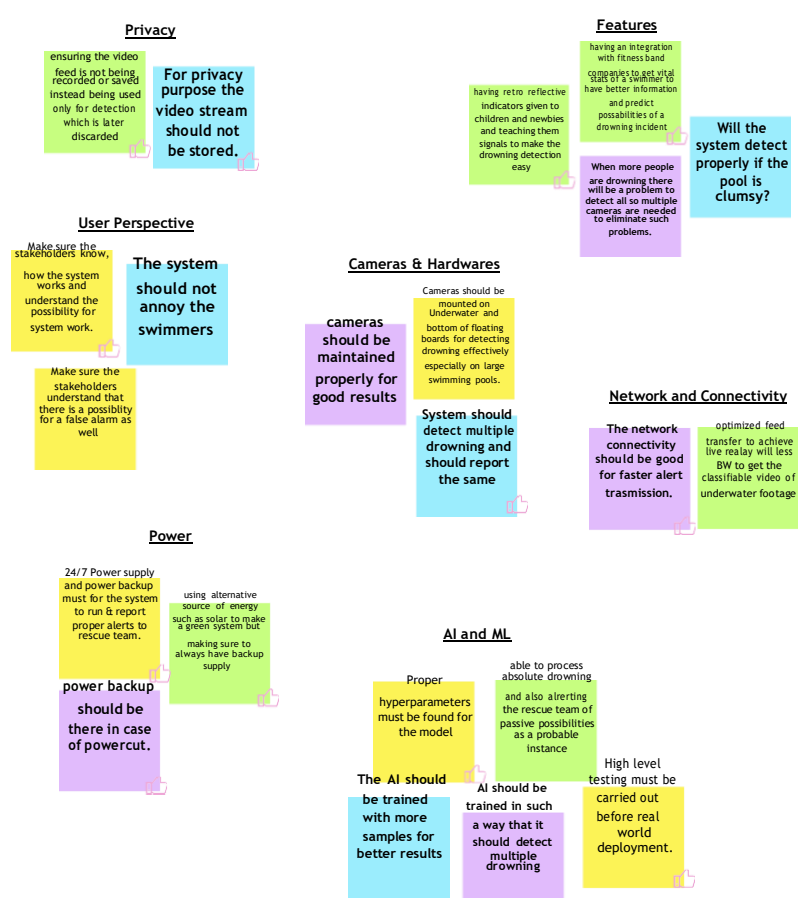 Privacy
ensuring the video
feed is not being
recorded or saved
instead being used
only for detection
which is later
discarded
For privacy
purpose the
video stream
should not
be stored.
Features
having an integration
with fitness band
companies to get vital
stats of a swimmer to
have better information
and predict
possabilities of a
drowning incident
having retro reflective
indicators given to
children and newbies
and teaching them
signals to make the
drowning detection
easy
Will the
system detect
properly if the
pool is
clumsy?
When more people
are drowning there
will be a problem to
detect all so multiple
cameras are needed
to eliminate such
problems.
User Perspective
Make sure the
stakeholders know,
how the system
works and
understand the
possibility for
system work.
The system
should not
annoy the
swimmers
Make sure the
stakeholders
understand that
there is a possiblity
for a false alarm as
well
Cameras & Hardwares
cameras
should be
maintained
properly for
good results
Cameras should be
mounted on
Underwater and
bottom of floating
boards for detecting
drowning effectively
especially on large
swimming pools.
System should
detect multiple
drowning and
should report
the same
Network and Connectivity
The network
connectivity
should be good
for faster alert
trasmission.
optimized feed
transfer to achieve
live realay will less
BW to get the
classifiable video of
underwater footage
Power
24/7 Power supply
and power backup
must for the system
to run & report
proper alerts to
rescue team.
using alternative
source of energy
such as solar to make
a green system but
making sure to
always have backup
supply
power backup
should be
there in case
of powercut.
AI and ML
Proper
hyperparameters
must be found for
the model
able to process
absolute drowning
and also alrerting
the rescue team of
passive possibilities
as a probable
instance
The AI should
be trained
with more
samples for
better results
AI should be
trained in such
a way that it
should detect
multiple
drowning
High level
testing must be
carried out
before real
world
deployment.